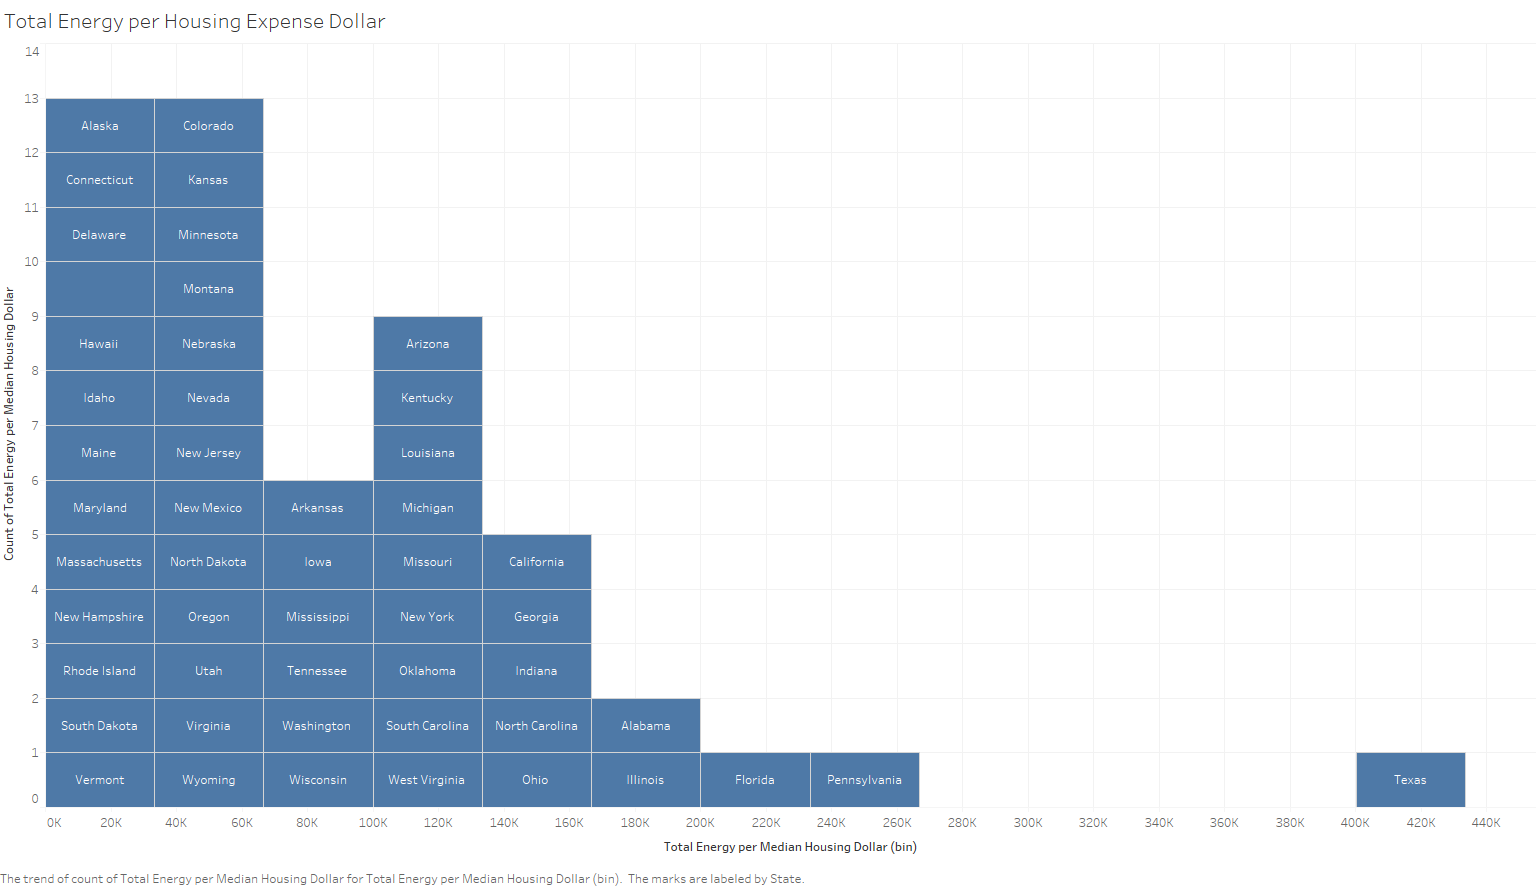 Total Energy per Housing Expense Dollar
14
13
Alaska Colorado
12
Connecticut Kansas
11
Delaware Minnesota
10
Montana
9
Hawaii Nebraska Arizona
8
Idaho Nevada Kentucky
7
Maine New Jersey Louisiana
6
Maryland New Mexico Arkansas Michigan
5
Massachusetts North Dakota Iowa Missouri California
4
New Hampshire Oregon Mississippi New York Georgia
3
Rhode Island Utah Tennessee Oklahoma Indiana
2
South Dakota Virginia Washington South Carolina North Carolina Alabama
1
Vermont Wyoming Wisconsin West Virginia Ohio Illinois Florida Pennsylvania Texas
0
Count of Total Energy per Median Housing Dollar
0K 20K 40K 60K 80K 100K 120K 140K 160K 180K 200K 220K 240K 260K 280K 300K 320K 340K 360K 380K 400K 420K 440K
Total Energy per Median Housing Dollar (bin)
The trend of count of Total Energy per Median Housing Dollar for Total Energy per Median Housing Dollar (bin). The marks are labeled by State.